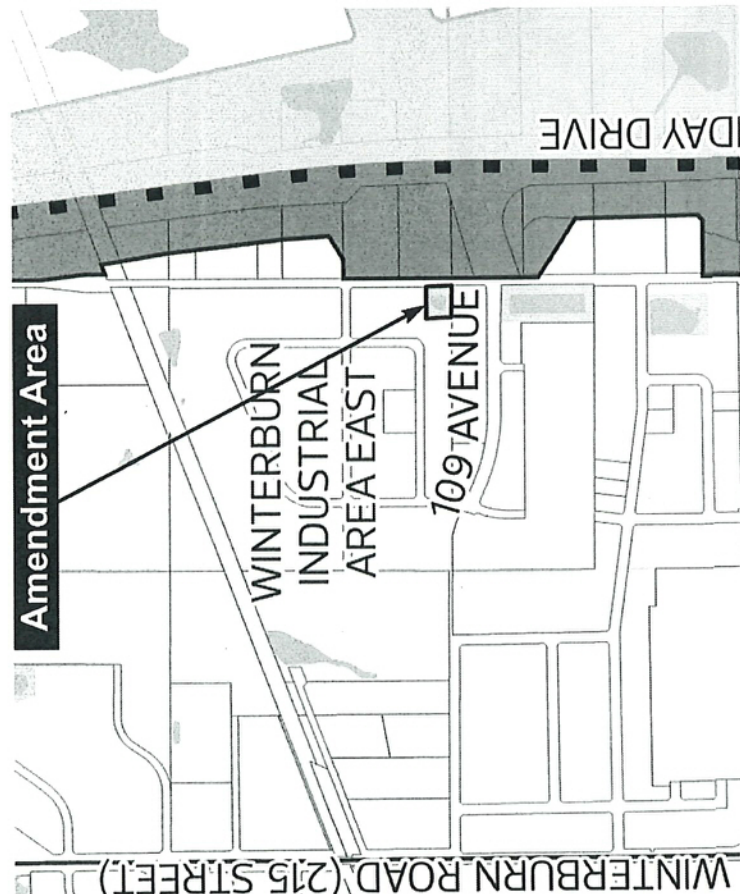 Amendment Area
DAY DRIVE
WINTERBURN
INDUSTRIAL
AREA EAST
109 AVENUE
WINTERBURN ROAD (215 STREET)